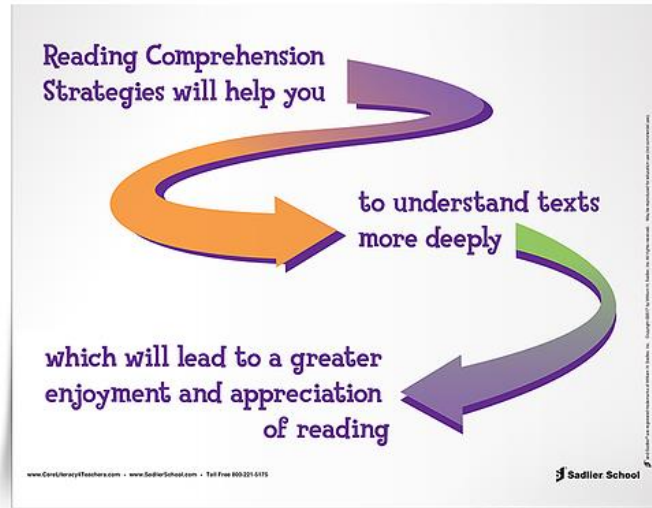 Reading Comprehension
Strategies will help you
to understand texts
more deeply
which will lead to a greater
enjoyment and appreciation
of reading
www.CoreLiteracy4Teachers.com • www.SadlierSchool.com • Toll Free 800-221-5175
Sadlier School